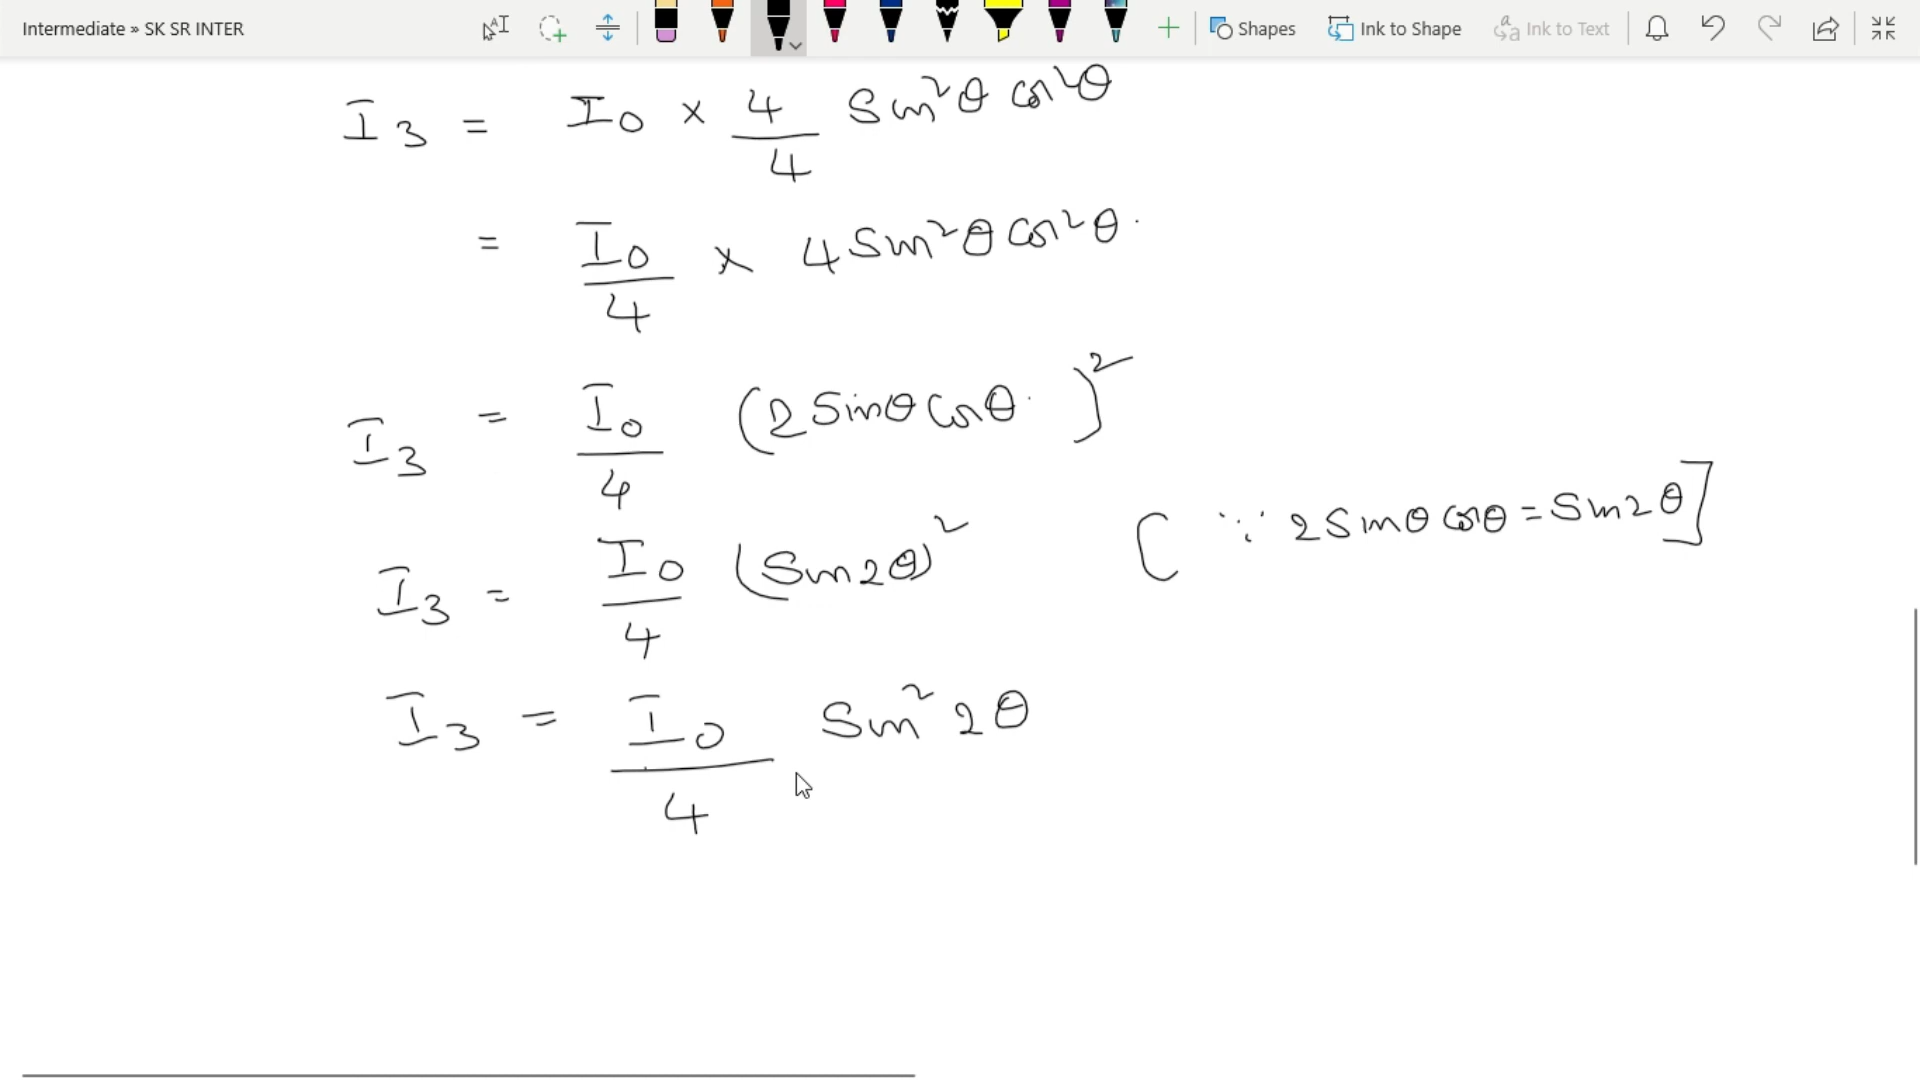 Intermediate » SK SR INTER Shapes Ink to Shape Ink to Text
I₃ = I₀ × 4/4 Sin²θ cos²θ
= I₀/4 × 4 Sin²θ cos²θ.
I₃ = I₀/4 (2 Sinθ cosθ.)²
I₃ = I₀/4 (Sin2θ)² [∵ 2 Sinθ cosθ = Sin2θ]
I₃ = I₀/4 Sin²2θ